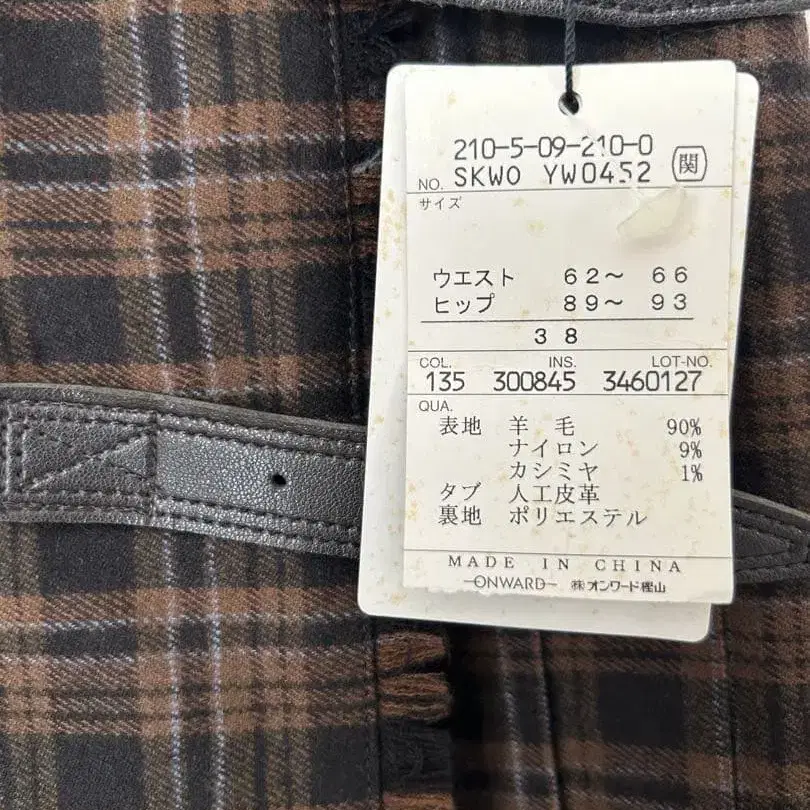 210-5-09-210-0
NO. SKWO YW0452 関
サイズ
ウエスト 62〜 66
ヒップ 89〜 93
38
COL. INS. LOT-NO.
135 300845 3460127
QUA.
表地 羊毛 90%
ナイロン 9%
カシミヤ 1%
タブ 人工皮革
裏地 ポリエステル
MADE IN CHINA
ONWARD ㈱オンワード樫山